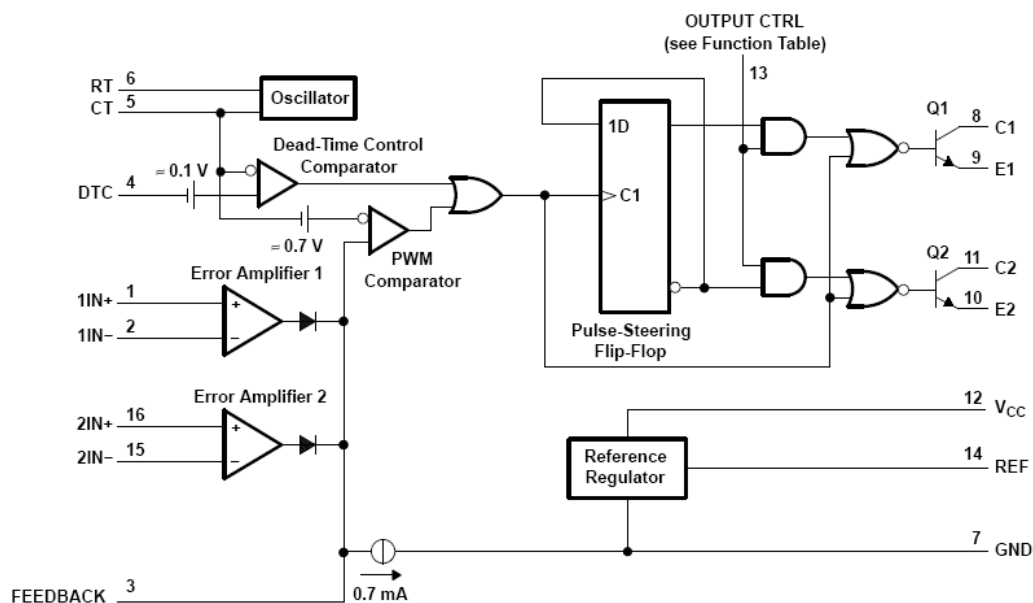 OUTPUT CTRL
(see Function Table)
13
RT 6
CT 5
Oscillator
Dead-Time Control
Comparator
≈ 0.1 V
DTC 4
≈ 0.7 V
PWM
Comparator
1D
C1
Pulse-Steering
Flip-Flop
Q1
8 C1
9 E1
Q2
11 C2
10 E2
Error Amplifier 1
1IN+ 1
+
1IN− 2
−
Error Amplifier 2
2IN+ 16
+
2IN− 15
−
12 VCC
Reference
Regulator
14 REF
7 GND
0.7 mA
FEEDBACK 3